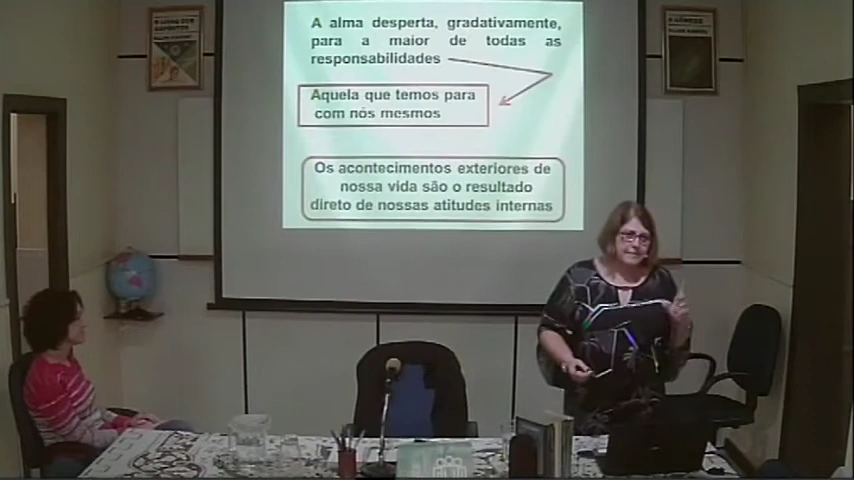 A alma desperta, gradativamente,
para a maior de todas as
responsabilidades
Aquela que temos para
com nós mesmos
Os acontecimentos exteriores de
nossa vida são o resultado
direto de nossas atitudes internas